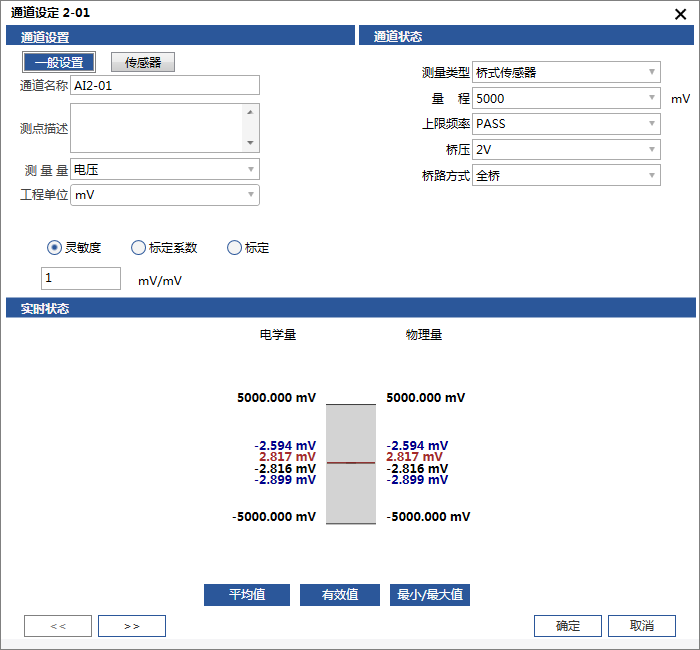 通道设定 2-01
通道设置
一般设置 传感器
通道名称 AI2-01
测点描述
测 量 量 电压
工程单位 mV
灵敏度 标定系数 标定
1 mV/mV
通道状态
测量类型 桥式传感器
量 程 5000 mV
上限频率 PASS
桥压 2V
桥路方式 全桥
实时状态
电学量 物理量
5000.000 mV 5000.000 mV
-2.594 mV -2.594 mV
2.817 mV 2.817 mV
-2.816 mV -2.816 mV
-2.899 mV -2.899 mV
-5000.000 mV -5000.000 mV
平均值 有效值 最小/最大值
<< >> 确定 取消